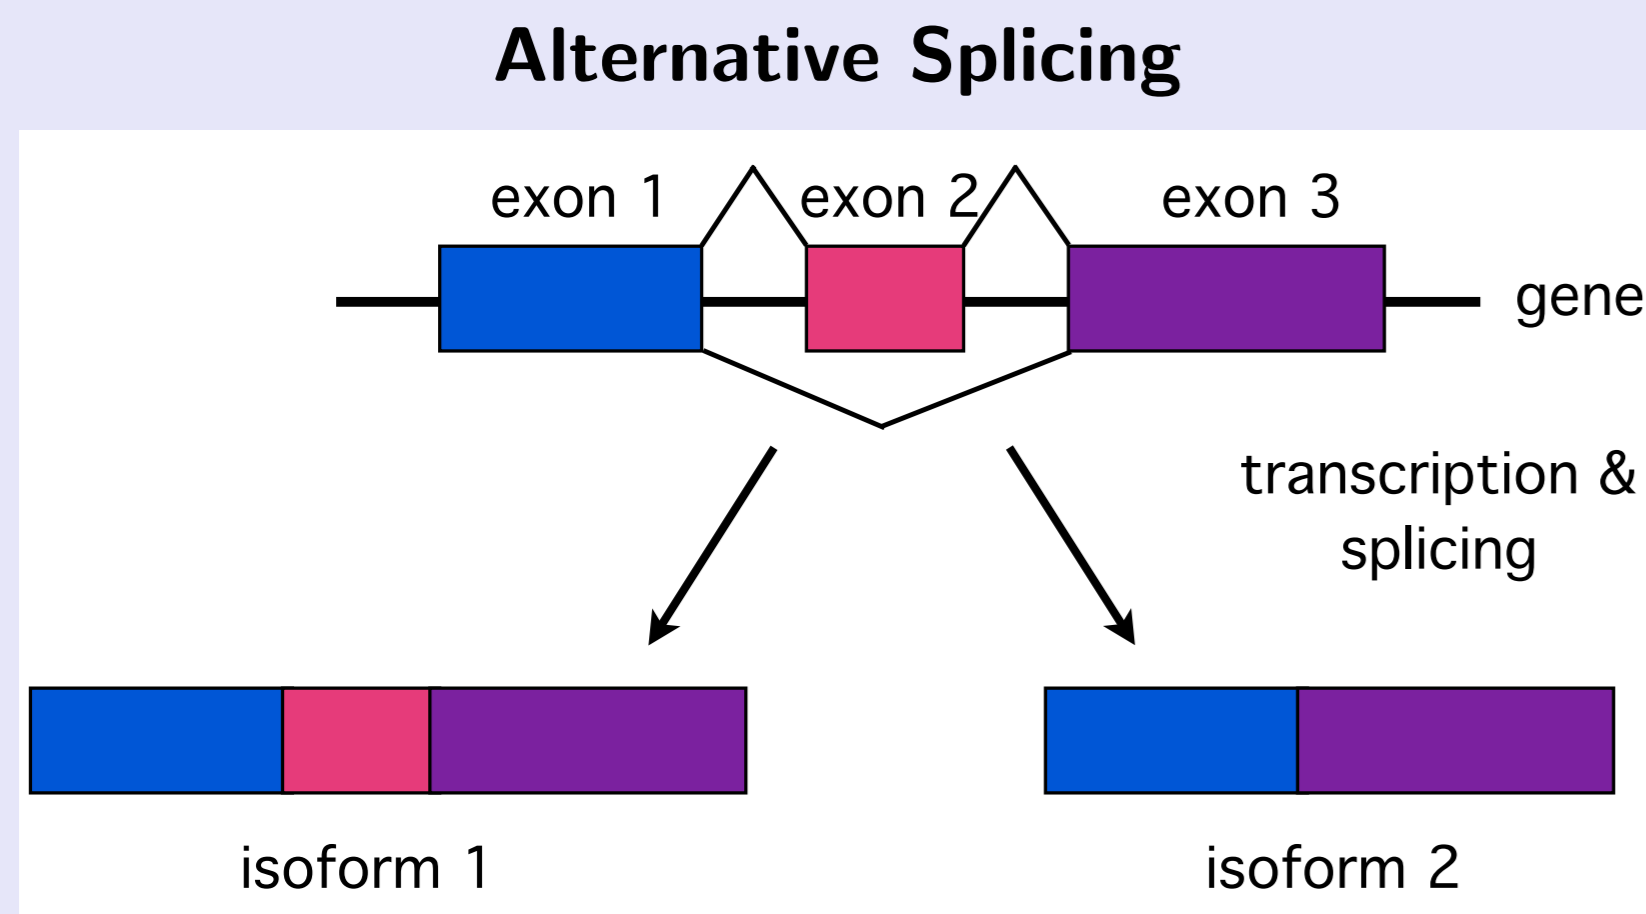 Alternative Splicing
exon 1
exon 2
exon 3
gene
transcription &
splicing
isoform 1
isoform 2